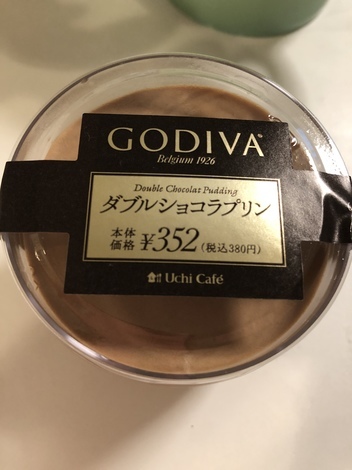 GODIVA
Belgium 1926
Double Chocolat Pudding
ダブルショコラプリン
本体価格 ¥352(税込380円)
Uchi Café